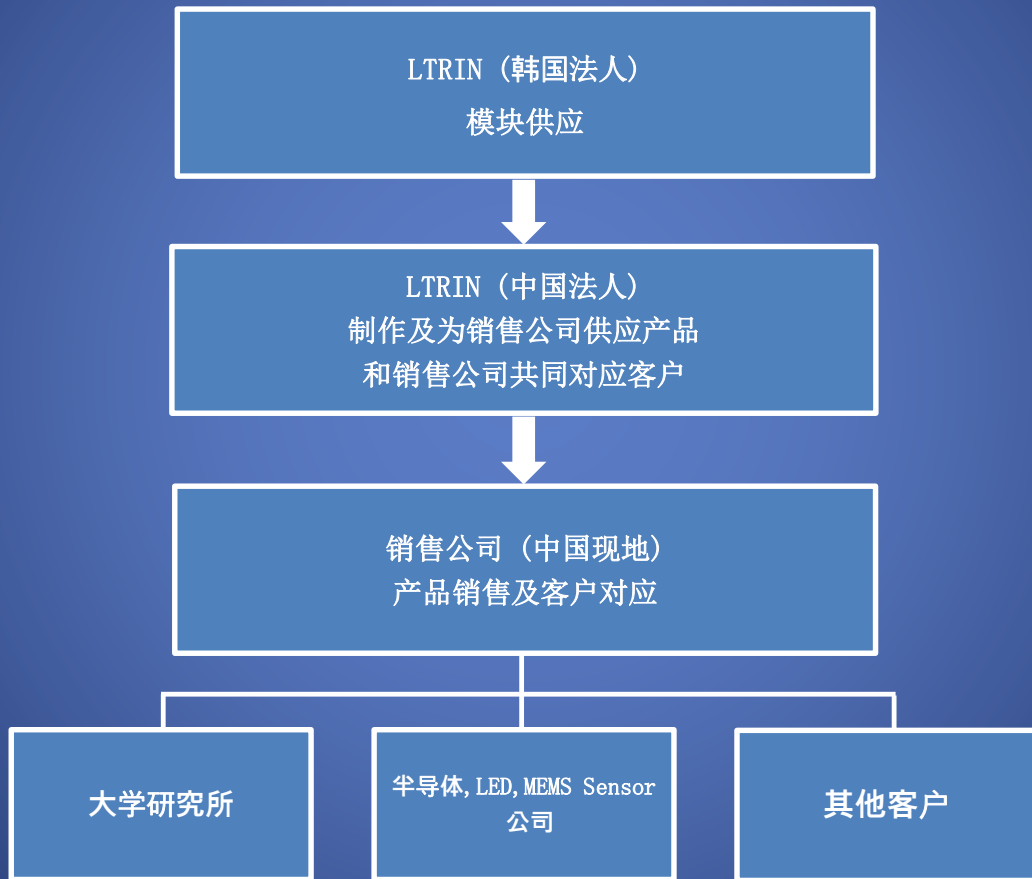 LTRIN (韩国法人)
模块供应
LTRIN (中国法人)
制作及为销售公司供应产品
和销售公司共同对应客户
销售公司 (中国现地)
产品销售及客户对应
大学研究所
半导体,LED,MEMS Sensor
公司
其他客户